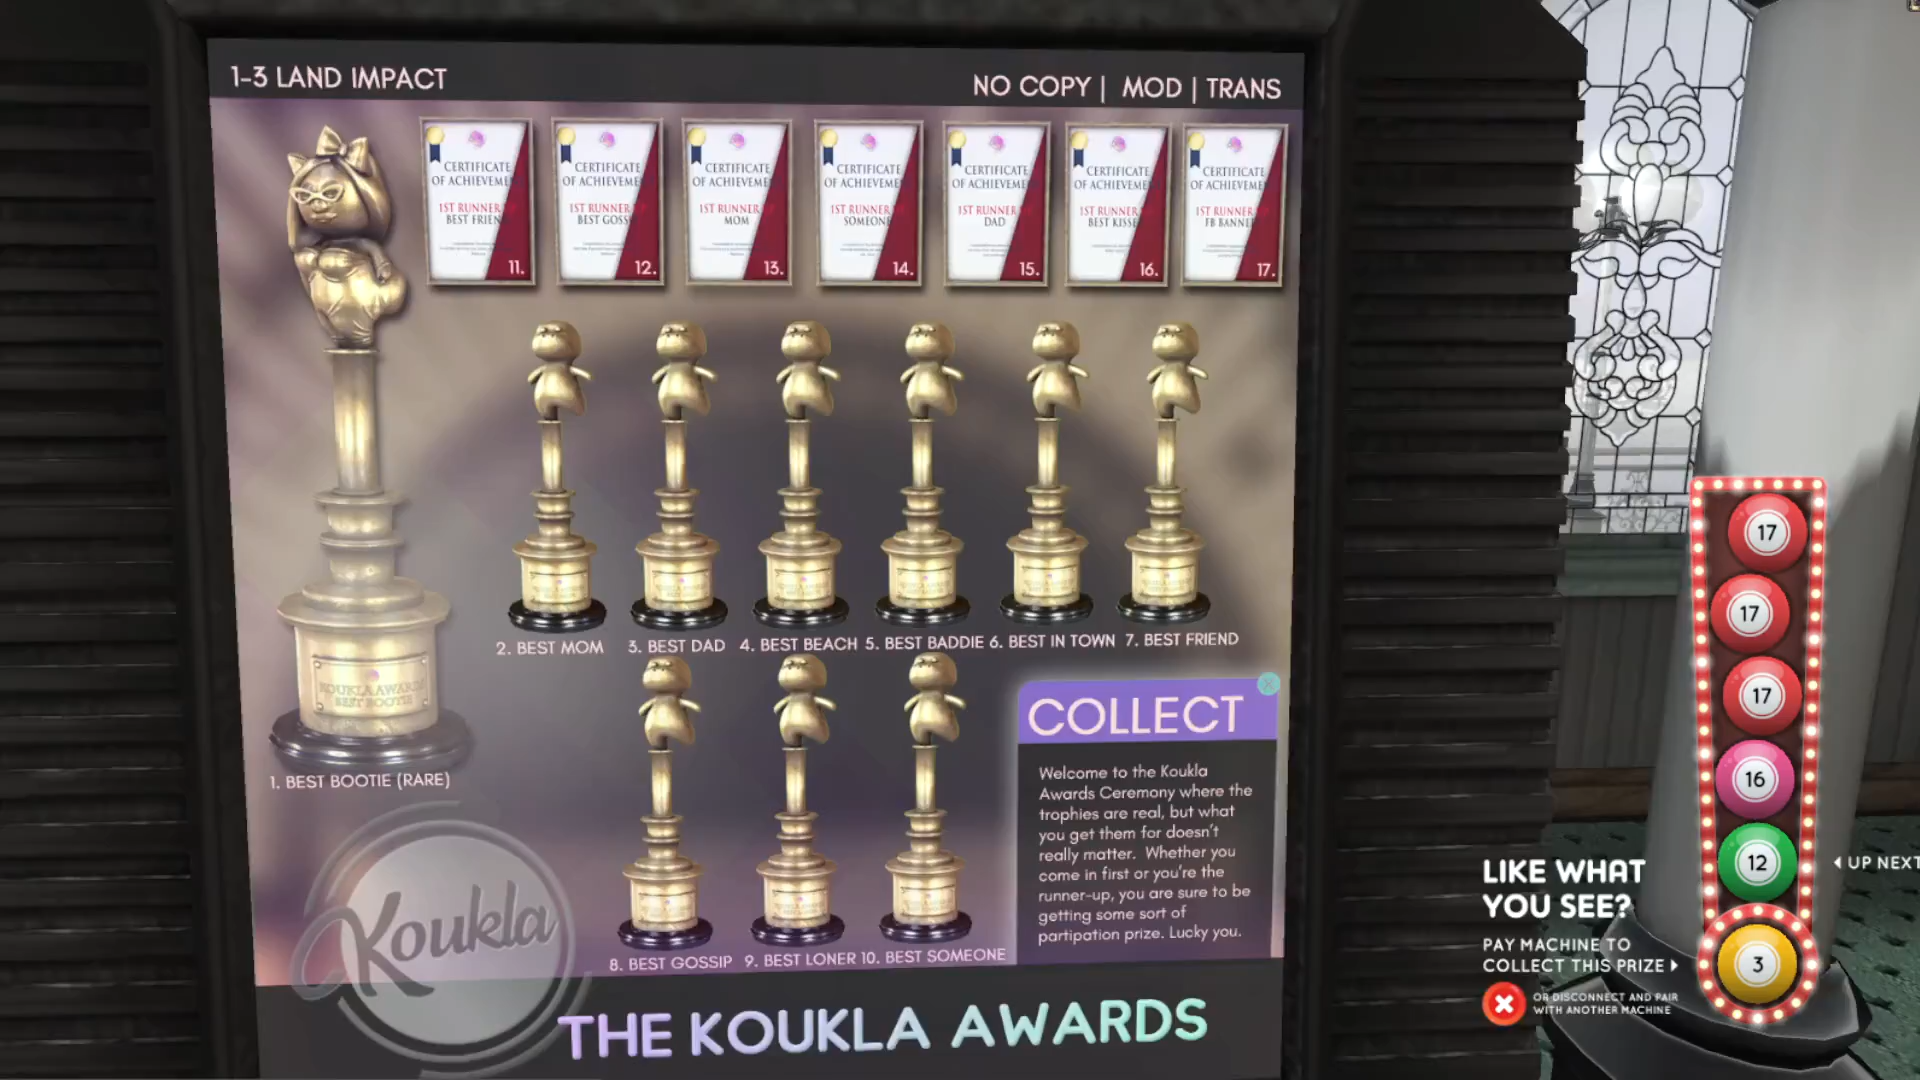 1-3 LAND IMPACT
NO COPY | MOD | TRANS
CERTIFICATE
OF ACHIEVEME
1ST RUNNER
BEST FRIEN
11.
CERTIFICATE
OF ACHIEVEME
1ST RUNNER
BEST GOSS
12.
CERTIFICATE
OF ACHIEVEME
1ST RUNNER
MOM
13.
CERTIFICATE
OF ACHIEVEME
1ST RUNNER
SOMEONE
14.
CERTIFICATE
OF ACHIEVEME
1ST RUNNER
DAD
15.
CERTIFICATE
OF ACHIEVEME
1ST RUNNER
BEST KISSE
16.
CERTIFICATE
OF ACHIEVEME
1ST RUNNER
FB BANNE
17.
2. BEST MOM
3. BEST DAD
4. BEST BEACH
5. BEST BADDIE
6. BEST IN TOWN
7. BEST FRIEND
KOUKLA AWARDS
BEST BOOTIE
1. BEST BOOTIE (RARE)
8. BEST GOSSIP
9. BEST LONER
10. BEST SOMEONE
COLLECT
Welcome to the Koukla
Awards Ceremony where the
trophies are real, but what
you get them for doesn't
really matter. Whether you
come in first or you're the
runner-up, you are sure to be
getting some sort of
partipation prize. Lucky you.
Koukla
THE KOUKLA AWARDS
17
17
17
16
12
UP NEXT
3
LIKE WHAT
YOU SEE?
PAY MACHINE TO
COLLECT THIS PRIZE
OR DISCONNECT AND PAIR
WITH ANOTHER MACHINE